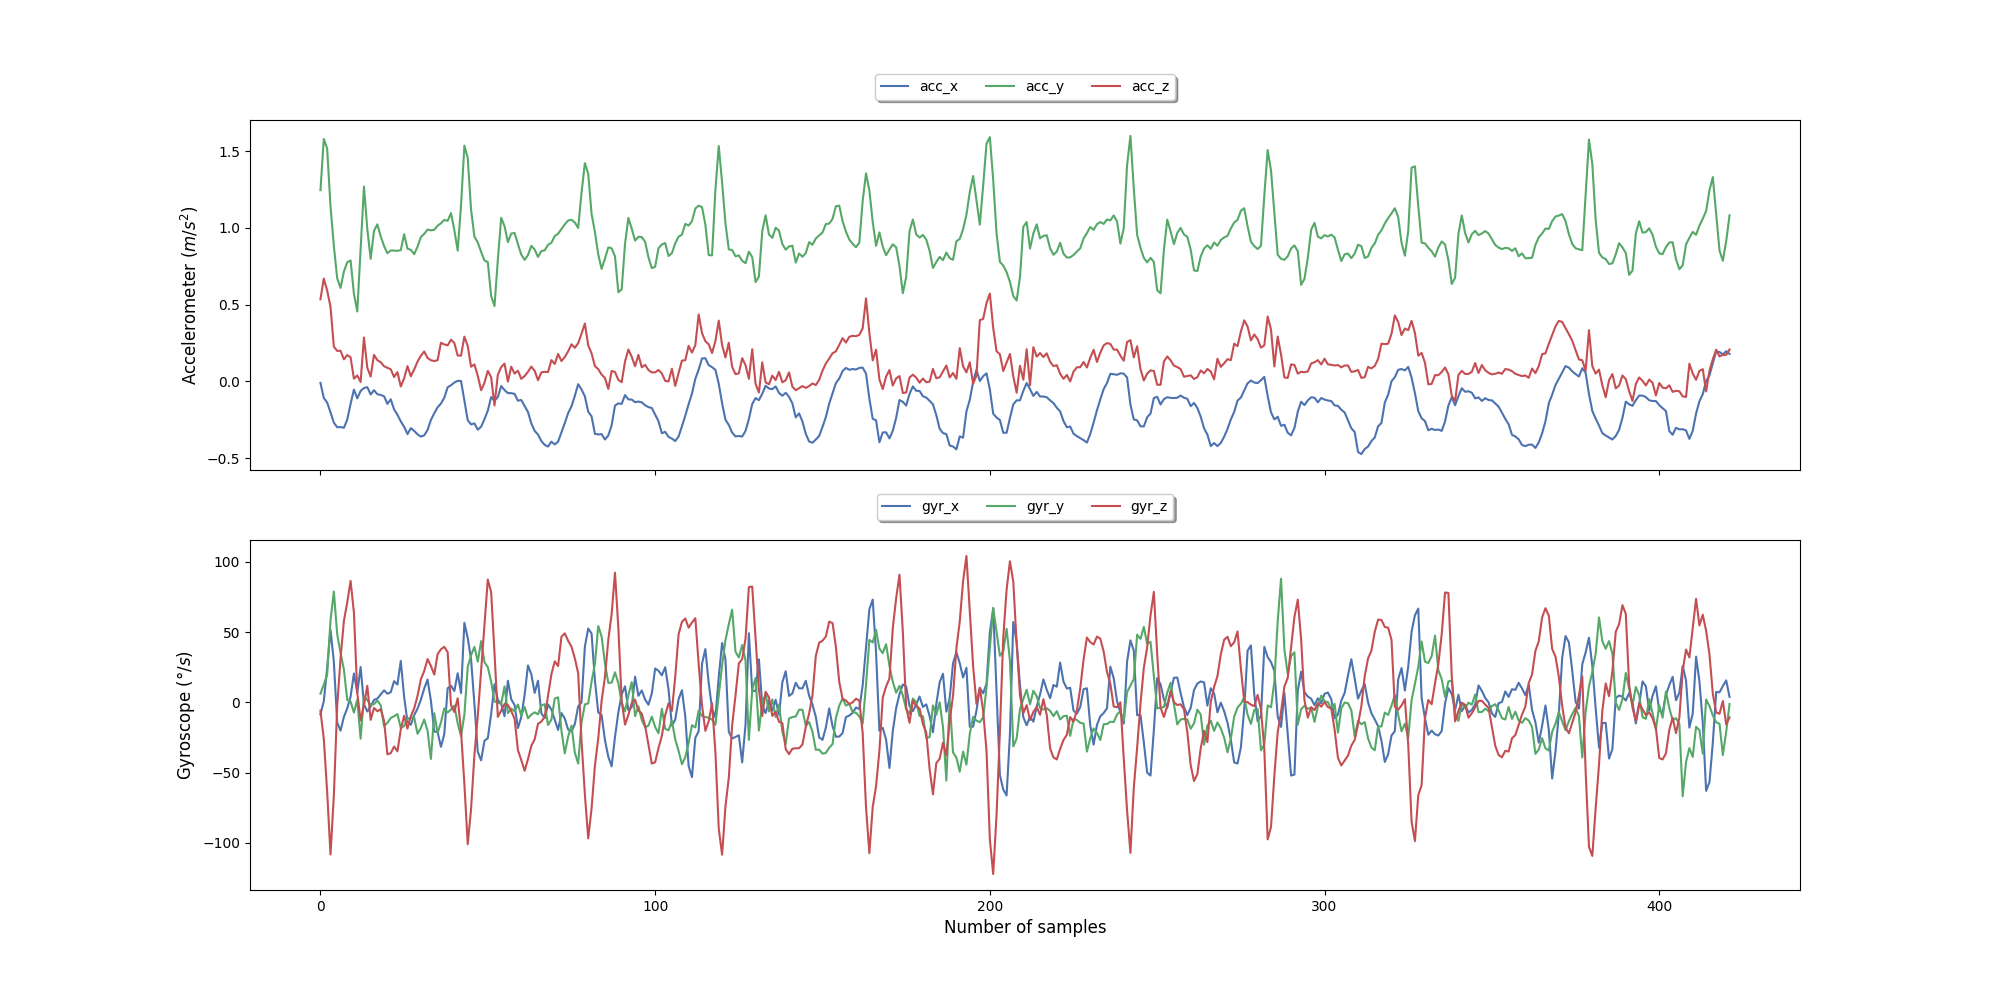 acc_x acc_y acc_z
1.5
1.0
0.5
0.0
−0.5
Accelerometer (m/s²)
gyr_x gyr_y gyr_z
100
50
0
−50
−100
Gyroscope (°/s)
0 100 200 300 400
Number of samples